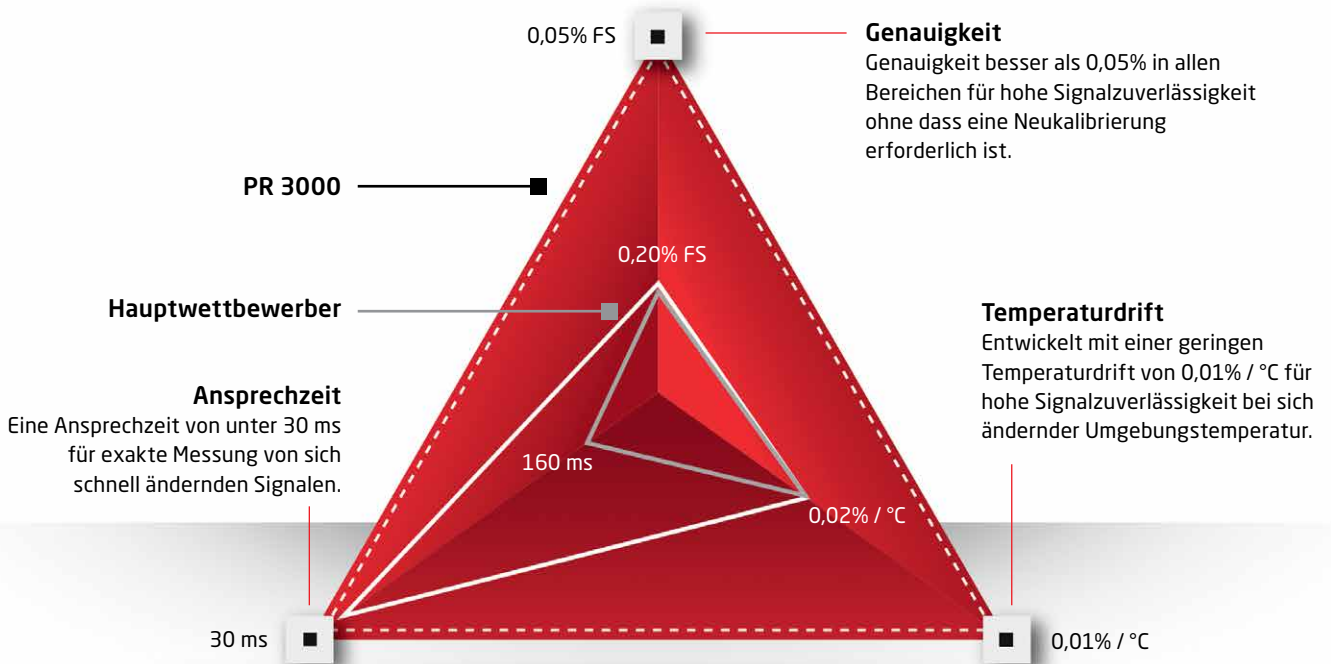 0,05% FS
Genauigkeit
Genauigkeit besser als 0,05% in allen
Bereichen für hohe Signalzuverlässigkeit
ohne dass eine Neukalibrierung
erforderlich ist.
PR 3000
0,20% FS
Hauptwettbewerber
Temperaturdrift
Entwickelt mit einer geringen
Temperaturdrift von 0,01% / °C für
hohe Signalzuverlässigkeit bei sich
ändernder Umgebungstemperatur.
Ansprechzeit
Eine Ansprechzeit von unter 30 ms
für exakte Messung von sich
schnell ändernden Signalen.
160 ms
0,02% / °C
30 ms
0,01% / °C